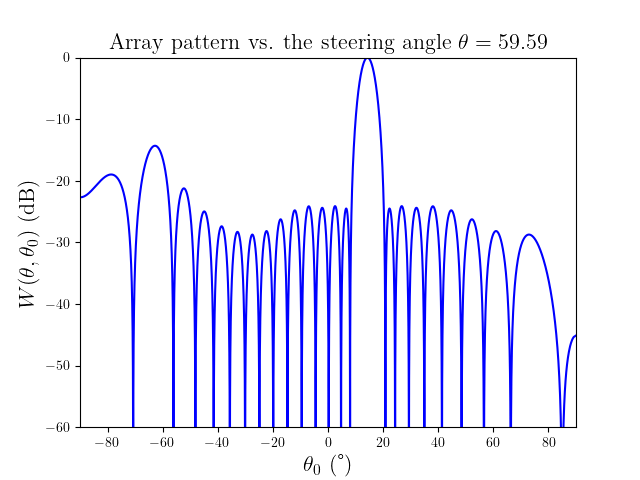 Array pattern vs. the steering angle θ = 59.59
0
−10
−20
−30
−40
−50
−60
W(θ, θ₀) (dB)
−80 −60 −40 −20 0 20 40 60 80
θ₀ (°)